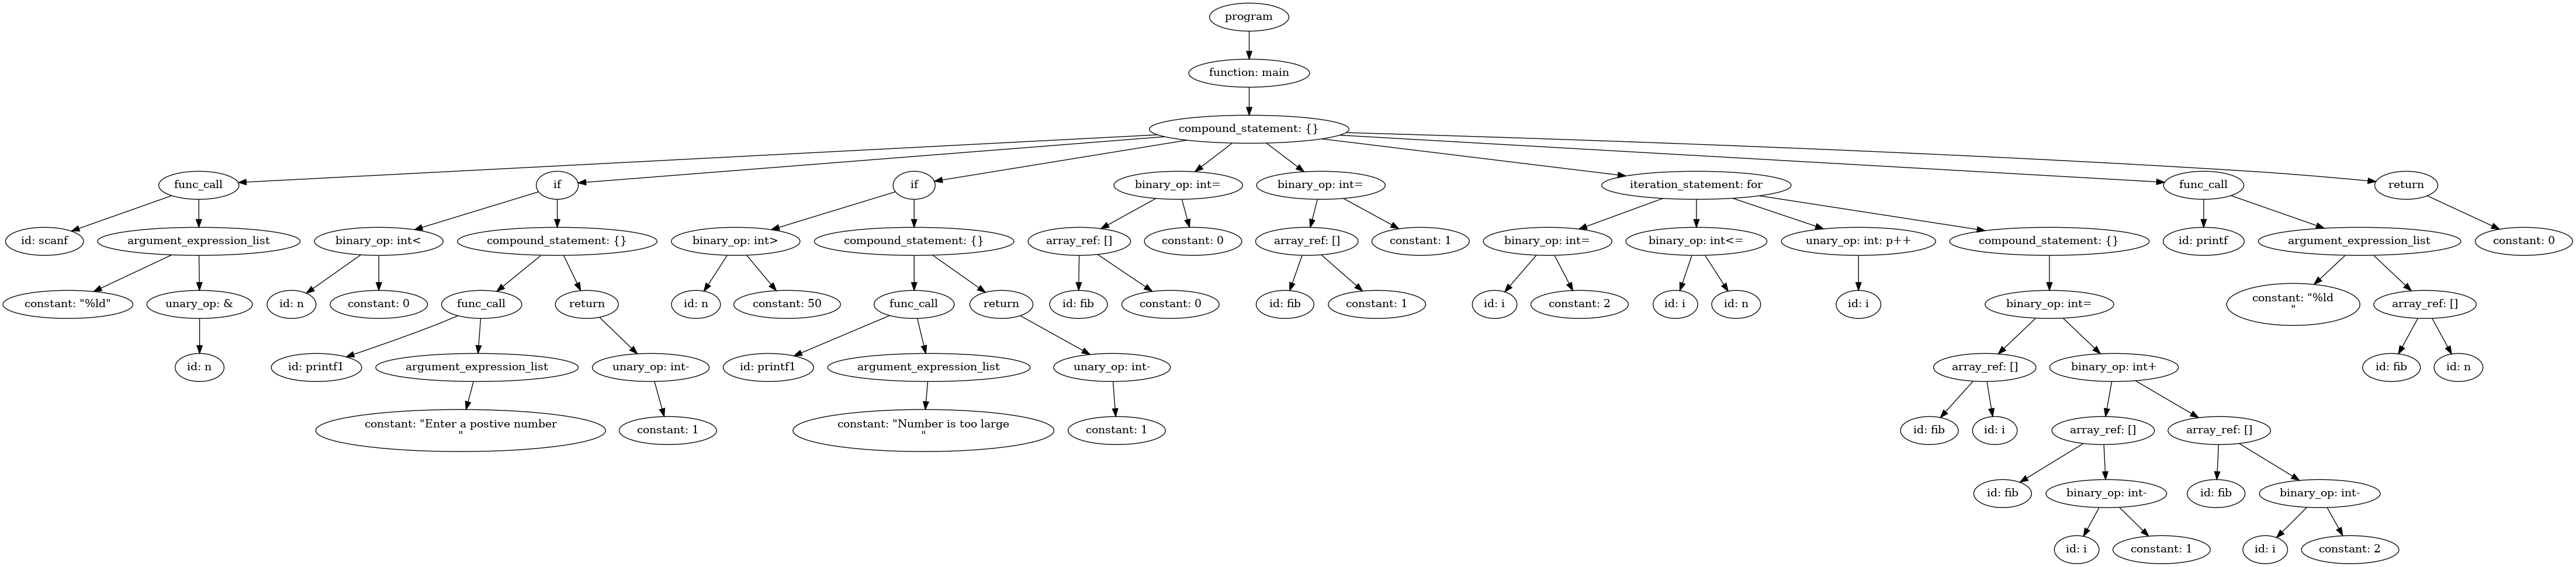 program
function: main
compound_statement: {}
func_call
if
if
binary_op: int=
binary_op: int=
iteration_statement: for
func_call
return
id: scanf
argument_expression_list
binary_op: int<
compound_statement: {}
binary_op: int>
compound_statement: {}
array_ref: []
constant: 0
array_ref: []
constant: 1
binary_op: int=
binary_op: int<=
unary_op: int: p++
compound_statement: {}
id: printf
argument_expression_list
constant: 0
constant: "%ld"
unary_op: &
id: n
constant: 0
func_call
return
id: n
constant: 50
func_call
return
id: fib
constant: 0
id: fib
constant: 1
id: i
constant: 2
id: i
id: n
id: i
binary_op: int=
constant: "%ld
"
array_ref: []
id: n
id: printf1
argument_expression_list
unary_op: int-
id: printf1
argument_expression_list
unary_op: int-
array_ref: []
binary_op: int+
id: fib
id: n
constant: "Enter a postive number
"
constant: 1
constant: "Number is too large
"
constant: 1
id: fib
id: i
array_ref: []
array_ref: []
id: fib
binary_op: int-
id: fib
binary_op: int-
id: i
constant: 1
id: i
constant: 2